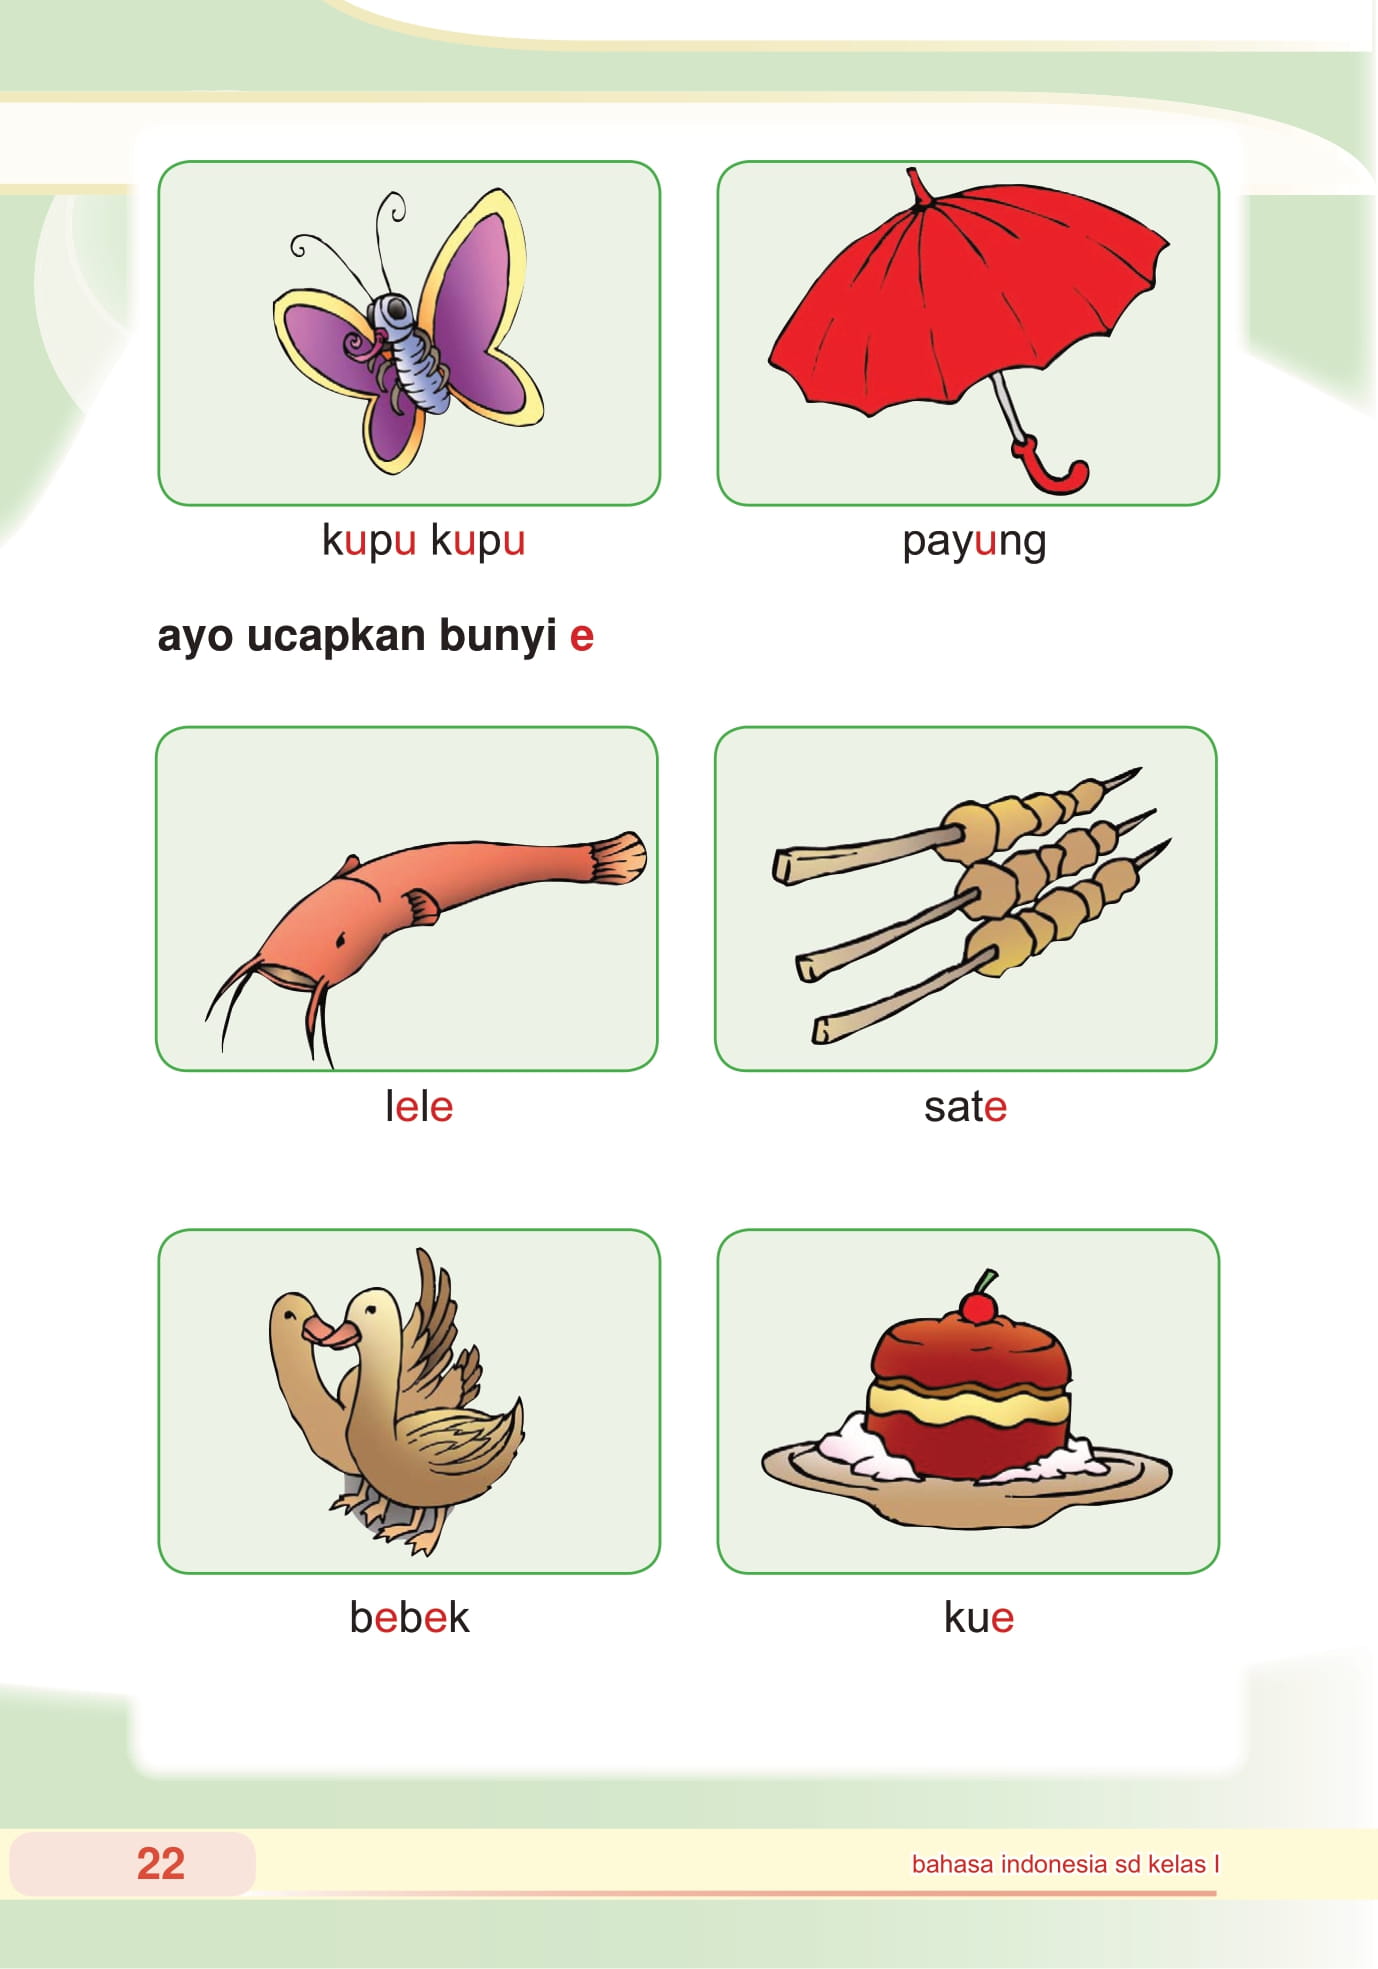 kupu kupu
payung
ayo ucapkan bunyi e
lele
sate
bebek
kue
22
bahasa indonesia sd kelas I